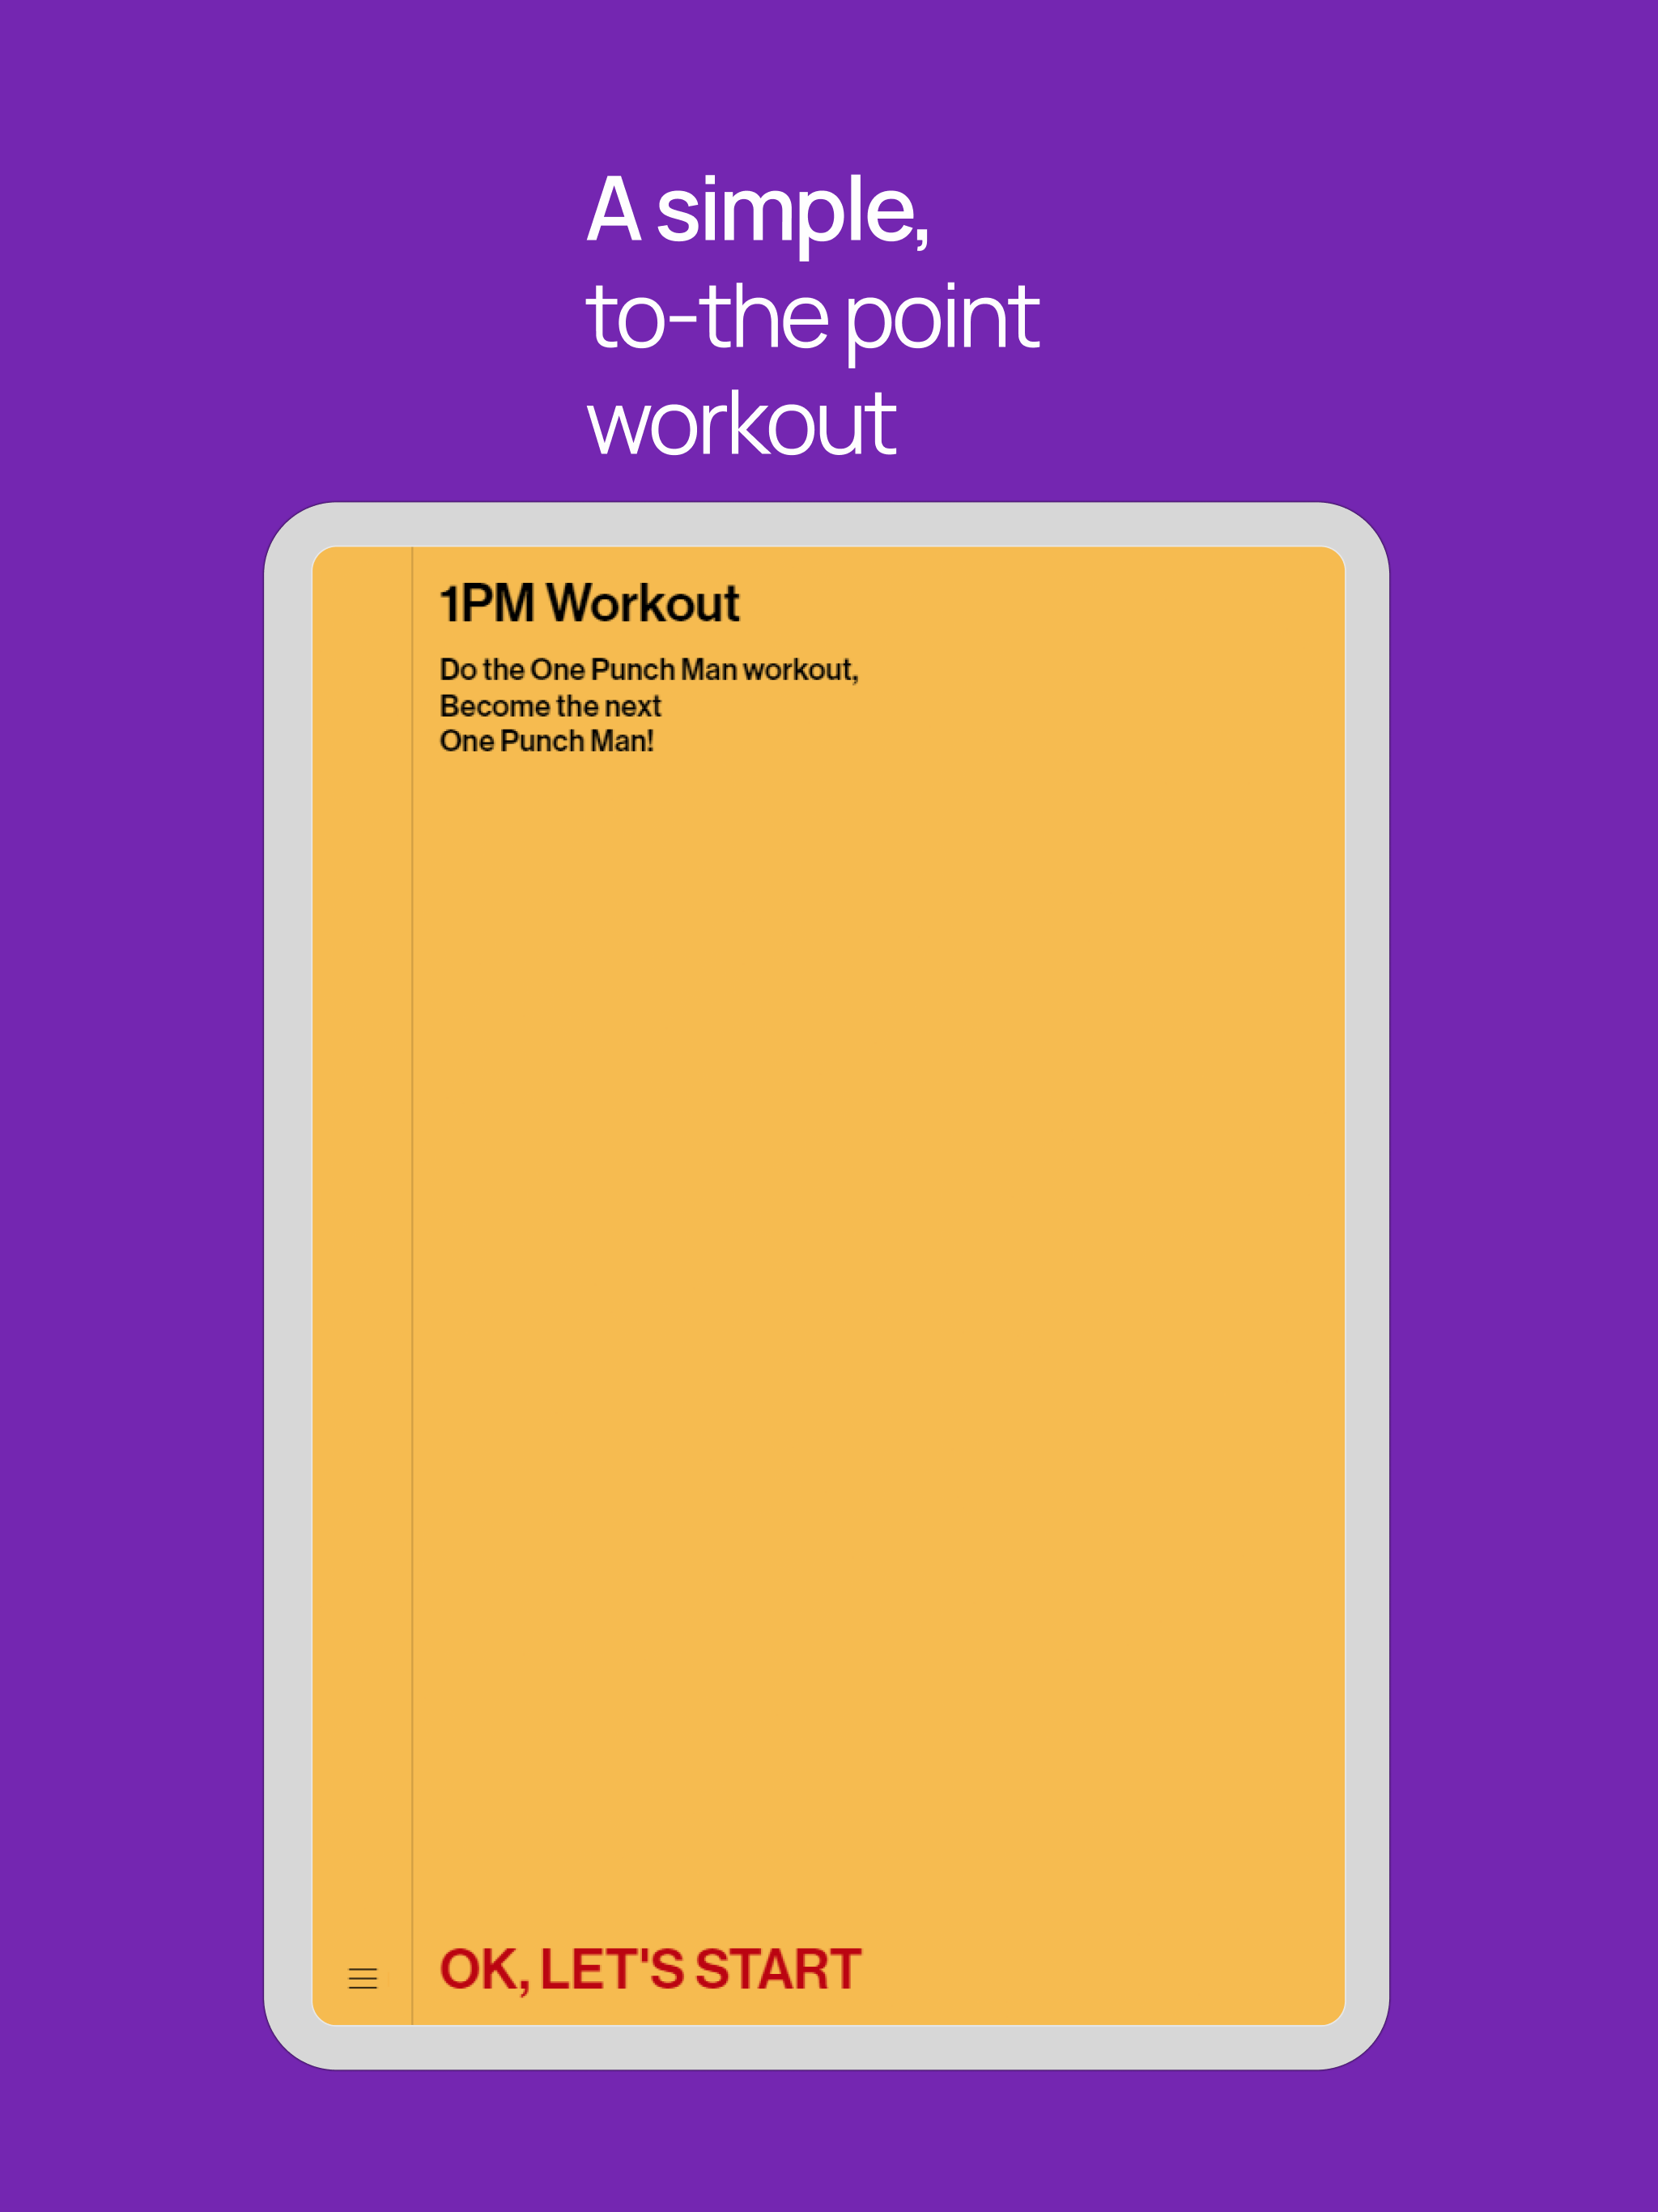 A simple,
to-the point
workout
1PM Workout
Do the One Punch Man workout,
Become the next
One Punch Man!
OK, LET'S START